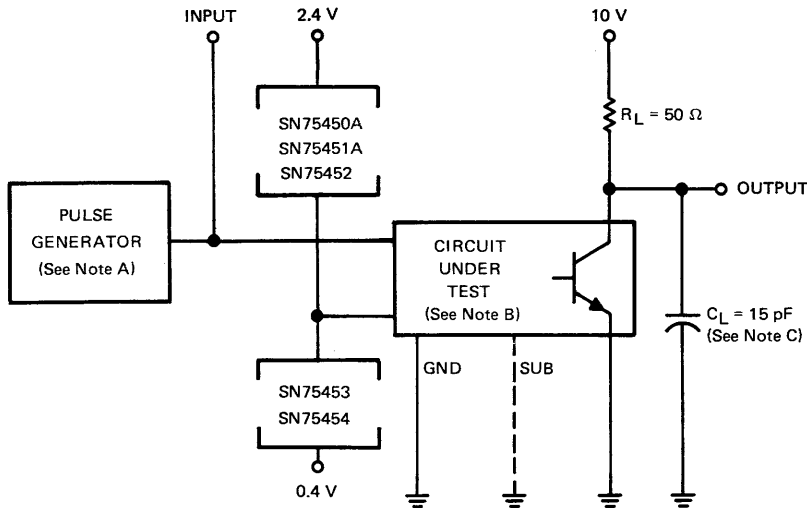 INPUT
2.4 V
10 V
SN75450A
SN75451A
SN75452
R_L = 50 Ω
OUTPUT
PULSE
GENERATOR
(See Note A)
CIRCUIT
UNDER
TEST
(See Note B)
C_L = 15 pF
(See Note C)
GND
SUB
SN75453
SN75454
0.4 V